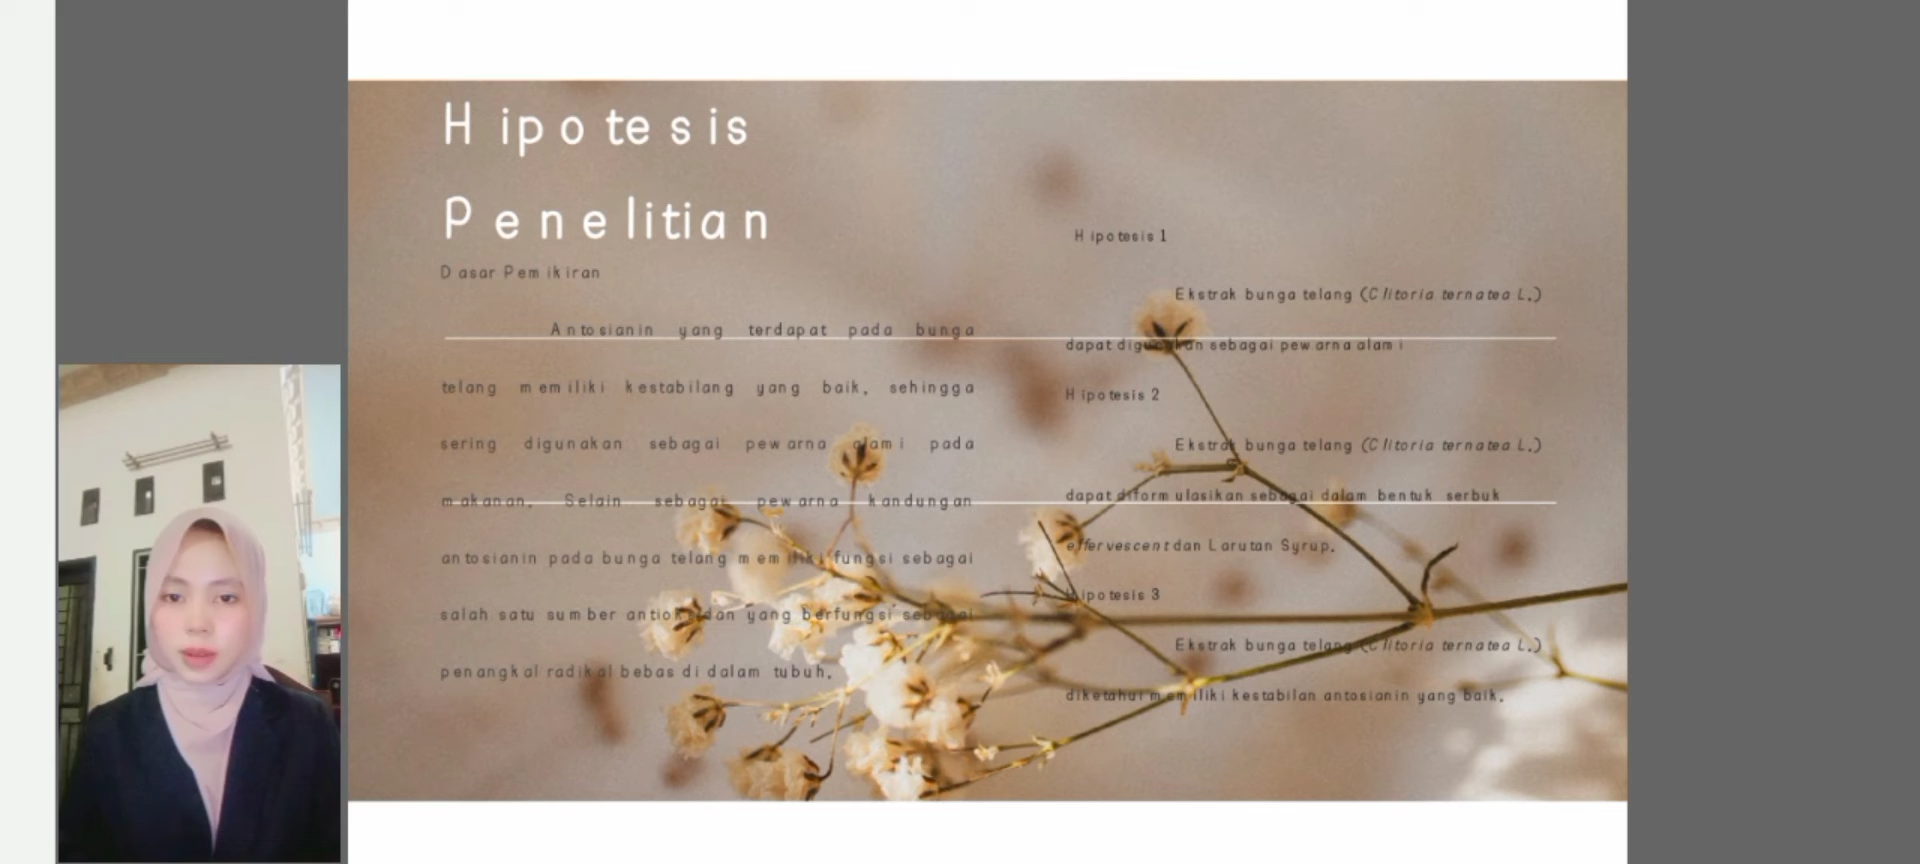 Hipotesis
Penelitian
Dasar Pemikiran
Antosianin yang terdapat pada bunga
telang memiliki kestabilang yang baik, sehingga
sering digunakan sebagai pewarna alami pada
makanan. Selain sebagai pewarna kandungan
antosianin pada bunga telang memiliki fungsi sebagai
salah satu sumber antioksidan yang berfungsi sebagai
penangkal radikal bebas di dalam tubuh.
Hipotesis 1
Ekstrak bunga telang (Clitoria ternatea L.)
dapat digunakan sebagai pewarna alami
Hipotesis 2
Ekstrak bunga telang (Clitoria ternatea L.)
dapat diformulasikan sebagai dalam bentuk serbuk
effervescent dan Larutan Syrup.
Hipotesis 3
Ekstrak bunga telang (Clitoria ternatea L.)
diketahui memiliki kestabilan antosianin yang baik.